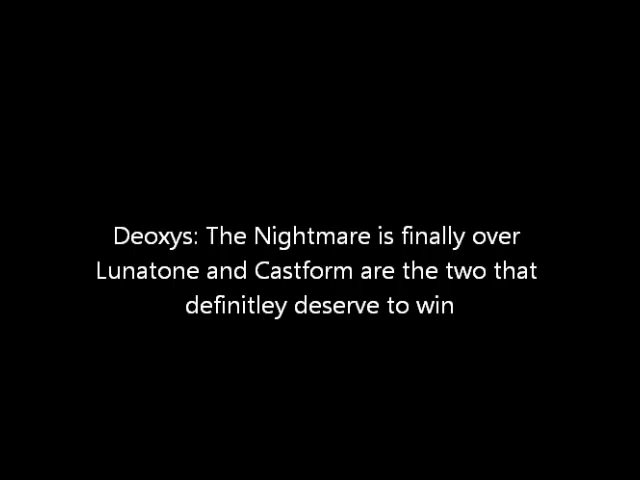 Deoxys: The Nightmare is finally over
Lunatone and Castform are the two that
definitley deserve to win